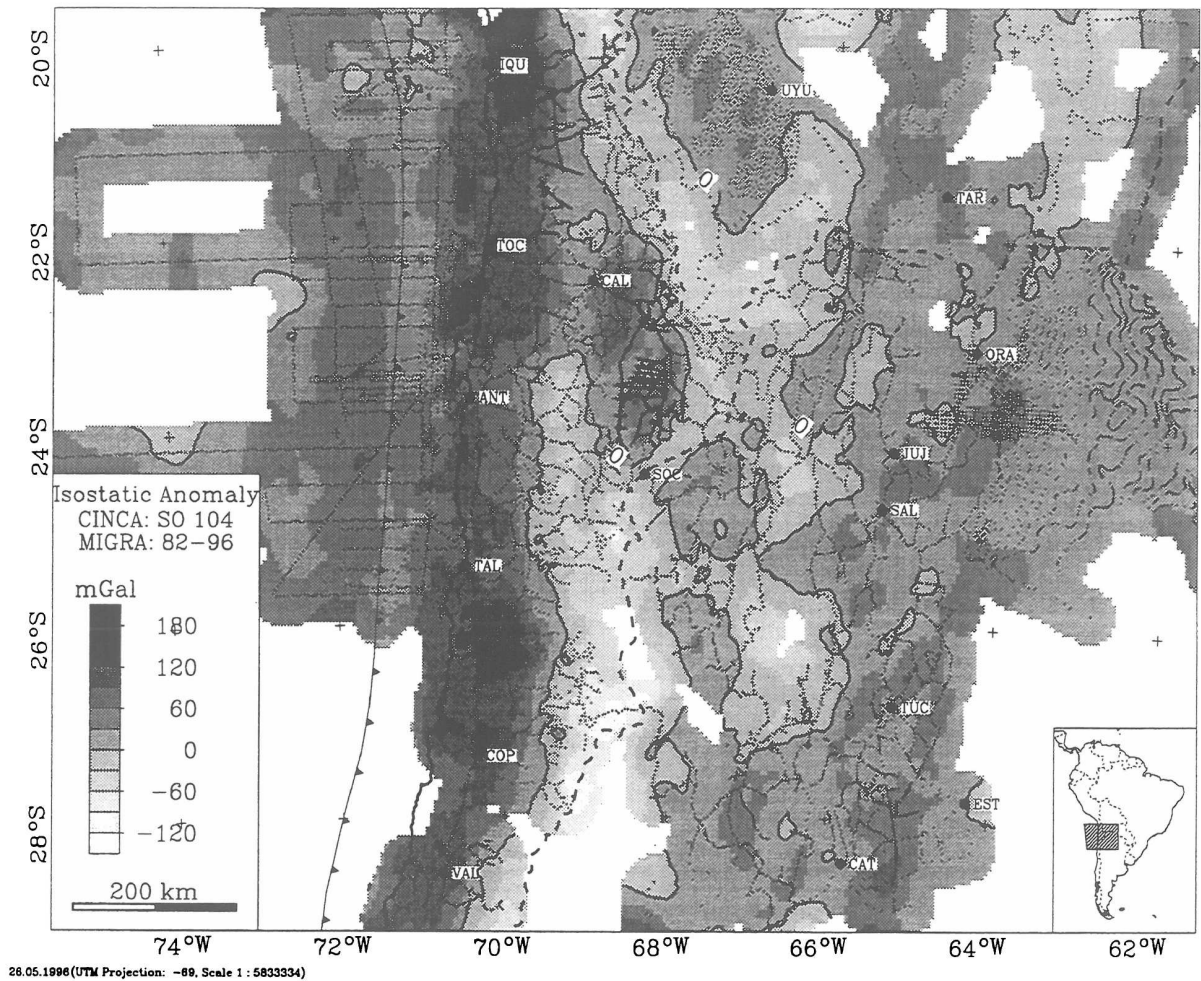 20°S
22°S
24°S
26°S
28°S
IQU
UYU
TAR
TOC
CAL
ORA
ANT
JUJ
SOC
SAL
TAL
TUC
COP
EST
CAT
VAL
0
0
0
Isostatic Anomaly
CINCA: SO 104
MIGRA: 82-96
mGal
180
120
60
0
-60
-120
200 km
74°W
72°W
70°W
68°W
66°W
64°W
62°W
26.05.1996(UTM Projection: -69, Scale 1 : 5833334)